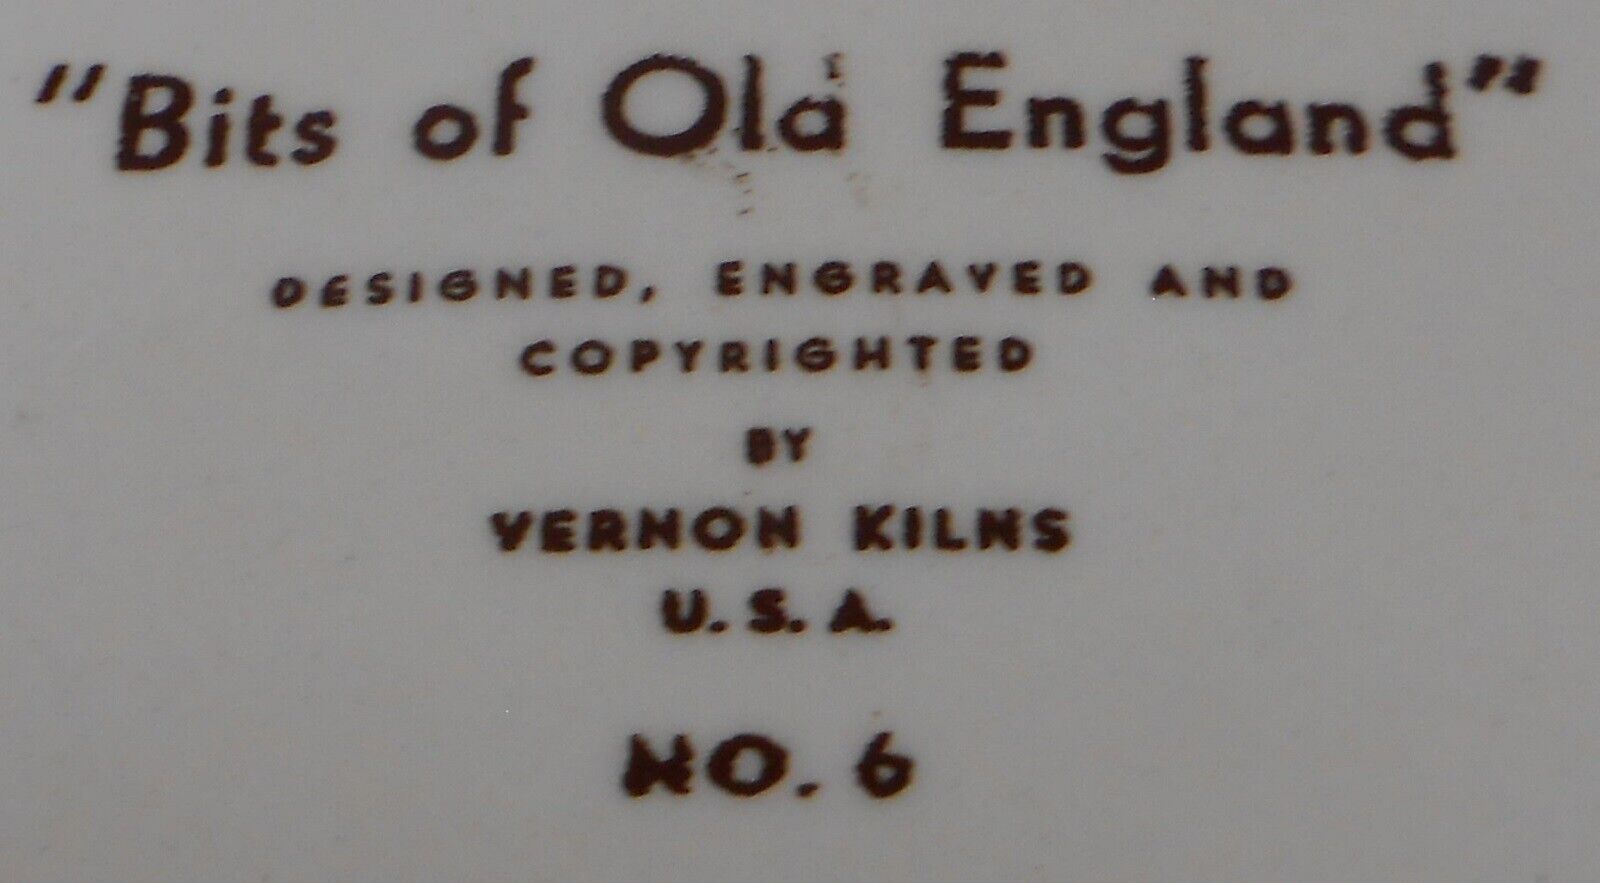 "Bits of Old England"
DESIGNED, ENGRAVED AND
COPYRIGHTED
BY
VERNON KILNS
U.S.A.
NO. 6